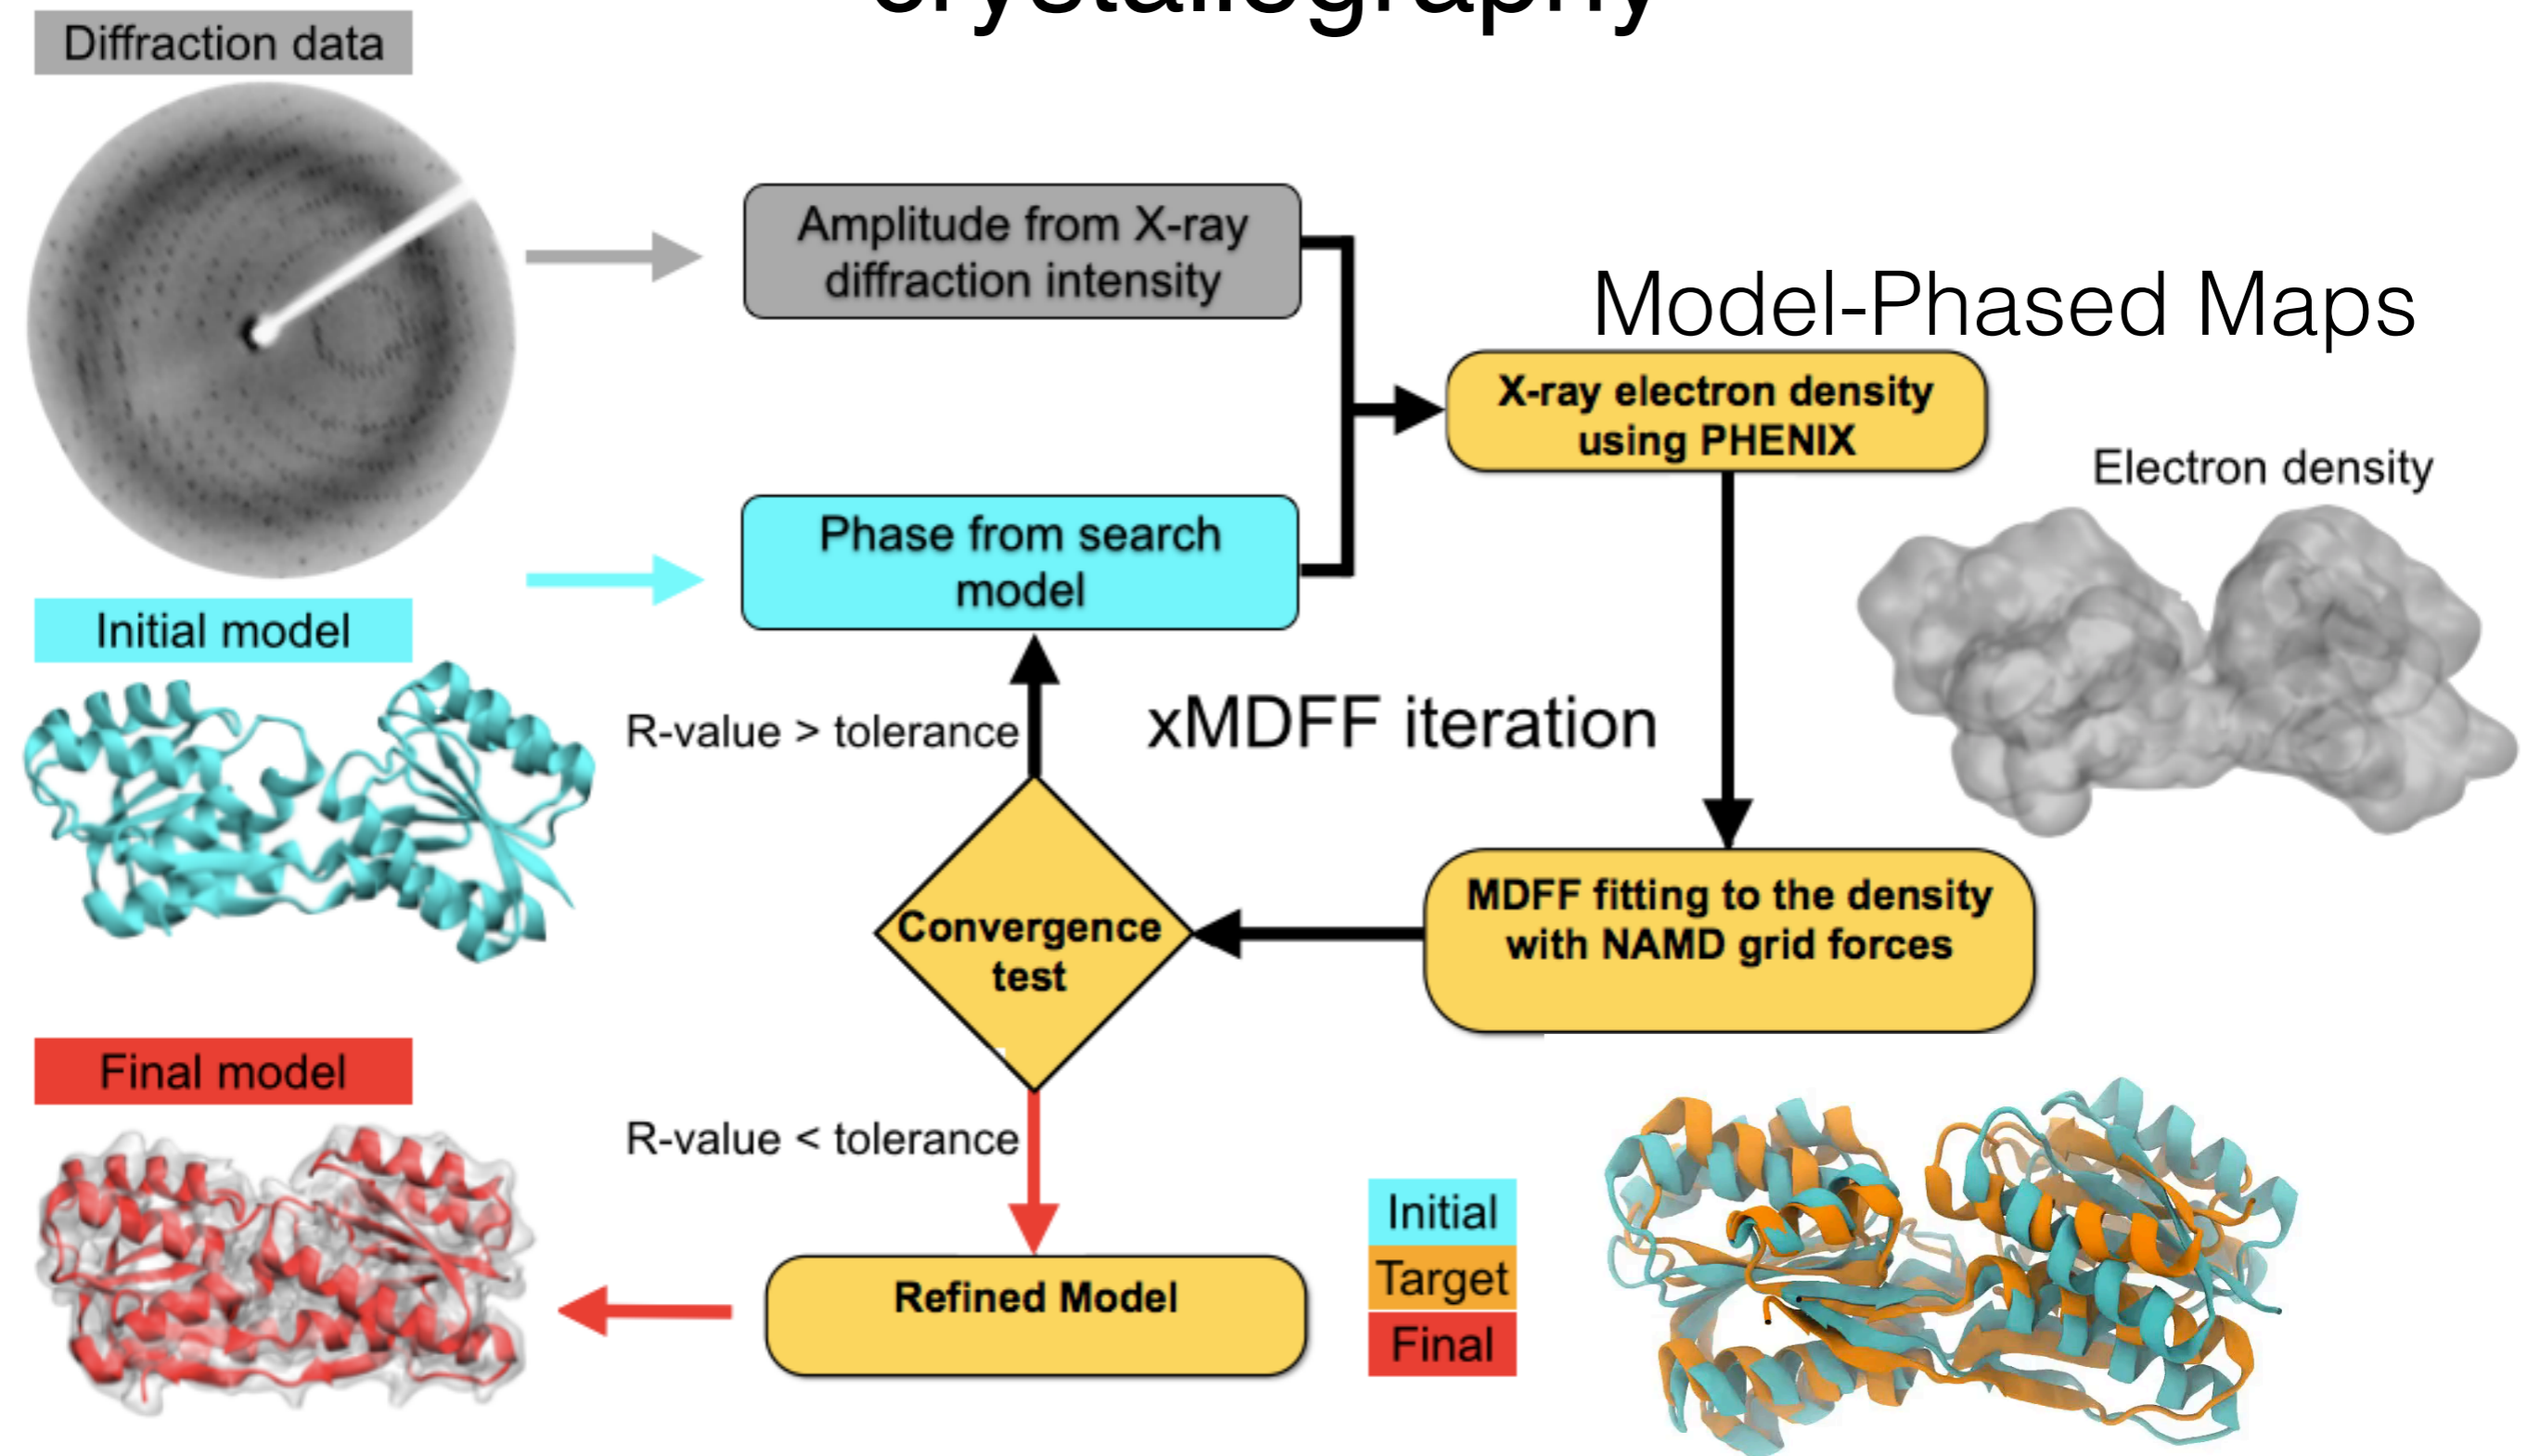 crystallography
Diffraction data
Amplitude from X-ray
diffraction intensity
Model-Phased Maps
X-ray electron density
using PHENIX
Electron density
Phase from search
model
Initial model
R-value > tolerance
xMDFF iteration
Convergence
test
MDFF fitting to the density
with NAMD grid forces
Final model
R-value < tolerance
Refined Model
Initial
Target
Final